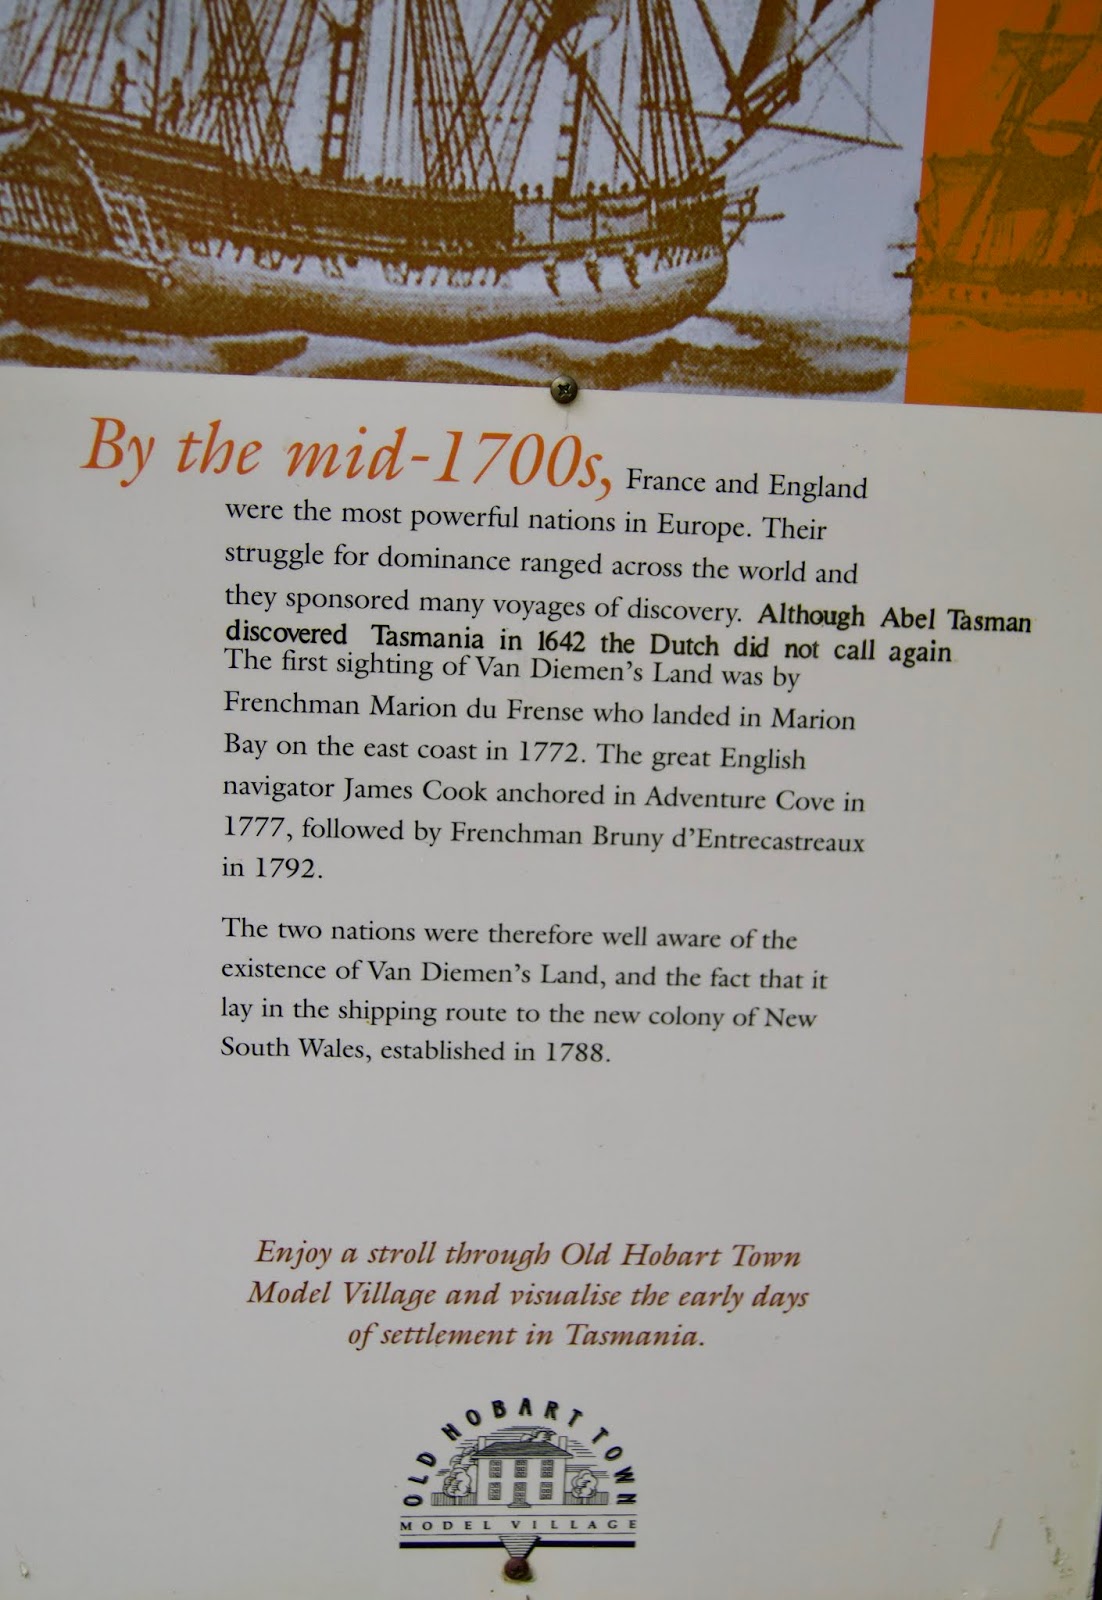 By the mid-1700s, France and England
were the most powerful nations in Europe. Their
struggle for dominance ranged across the world and
they sponsored many voyages of discovery. Although Abel Tasman
discovered Tasmania in 1642 the Dutch did not call again
The first sighting of Van Diemen's Land was by
Frenchman Marion du Frense who landed in Marion
Bay on the east coast in 1772. The great English
navigator James Cook anchored in Adventure Cove in
1777, followed by Frenchman Bruny d'Entrecastreaux
in 1792.
The two nations were therefore well aware of the
existence of Van Diemen's Land, and the fact that it
lay in the shipping route to the new colony of New
South Wales, established in 1788.
Enjoy a stroll through Old Hobart Town
Model Village and visualise the early days
of settlement in Tasmania.
OLD HOBART TOWN
MODEL VILLAGE